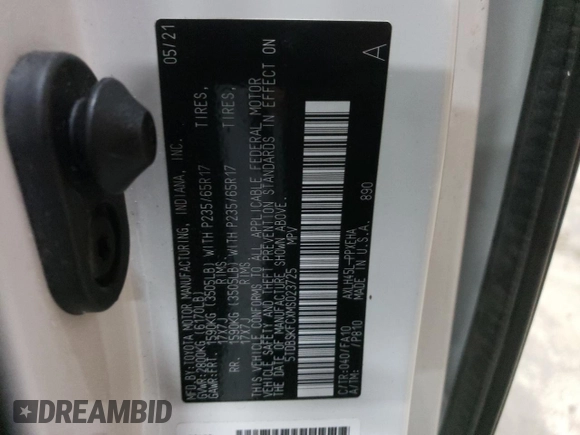 05/21
MFG.BY:TOYOTA MOTOR MANUFACTURING, INDIANA, INC.
GVWR:2800KG (6170LB)
GAWR:FRT. 1590KG (3505LB) WITH P235/65R17 TIRES,
17X7J RIMS
RR. 1590KG (3505LB) WITH P235/65R17 TIRES,
17X7J RIMS
THIS VEHICLE CONFORMS TO ALL APPLICABLE FEDERAL MOTOR
VEHICLE SAFETY AND THEFT PREVENTION STANDARDS IN EFFECT ON
THE DATE OF MANUFACTURE SHOWN ABOVE.
5TDBSKFCXMS023725 MPV
A
C/TR:040/FA10 AXLH45L-PPXEHA
A/TM: /P810 MADE IN U.S.A. 890
DREAMBID